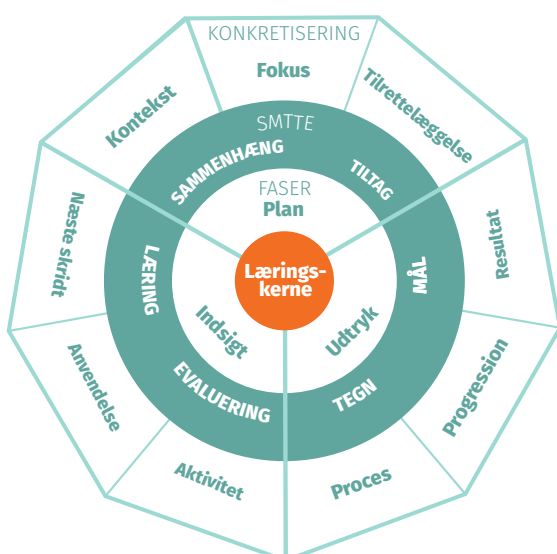 KONKRETISERING
Fokus
Kontekst
Tilrettelæggelse
SMTTE
SAMMENHÆNG
TILTAG
FASER
Plan
Næste skridt
Resultat
LÆRING
MÅL
Lærings-
kerne
Indsigt
Udtryk
Anvendelse
Progression
EVALUERING
TEGN
Aktivitet
Proces